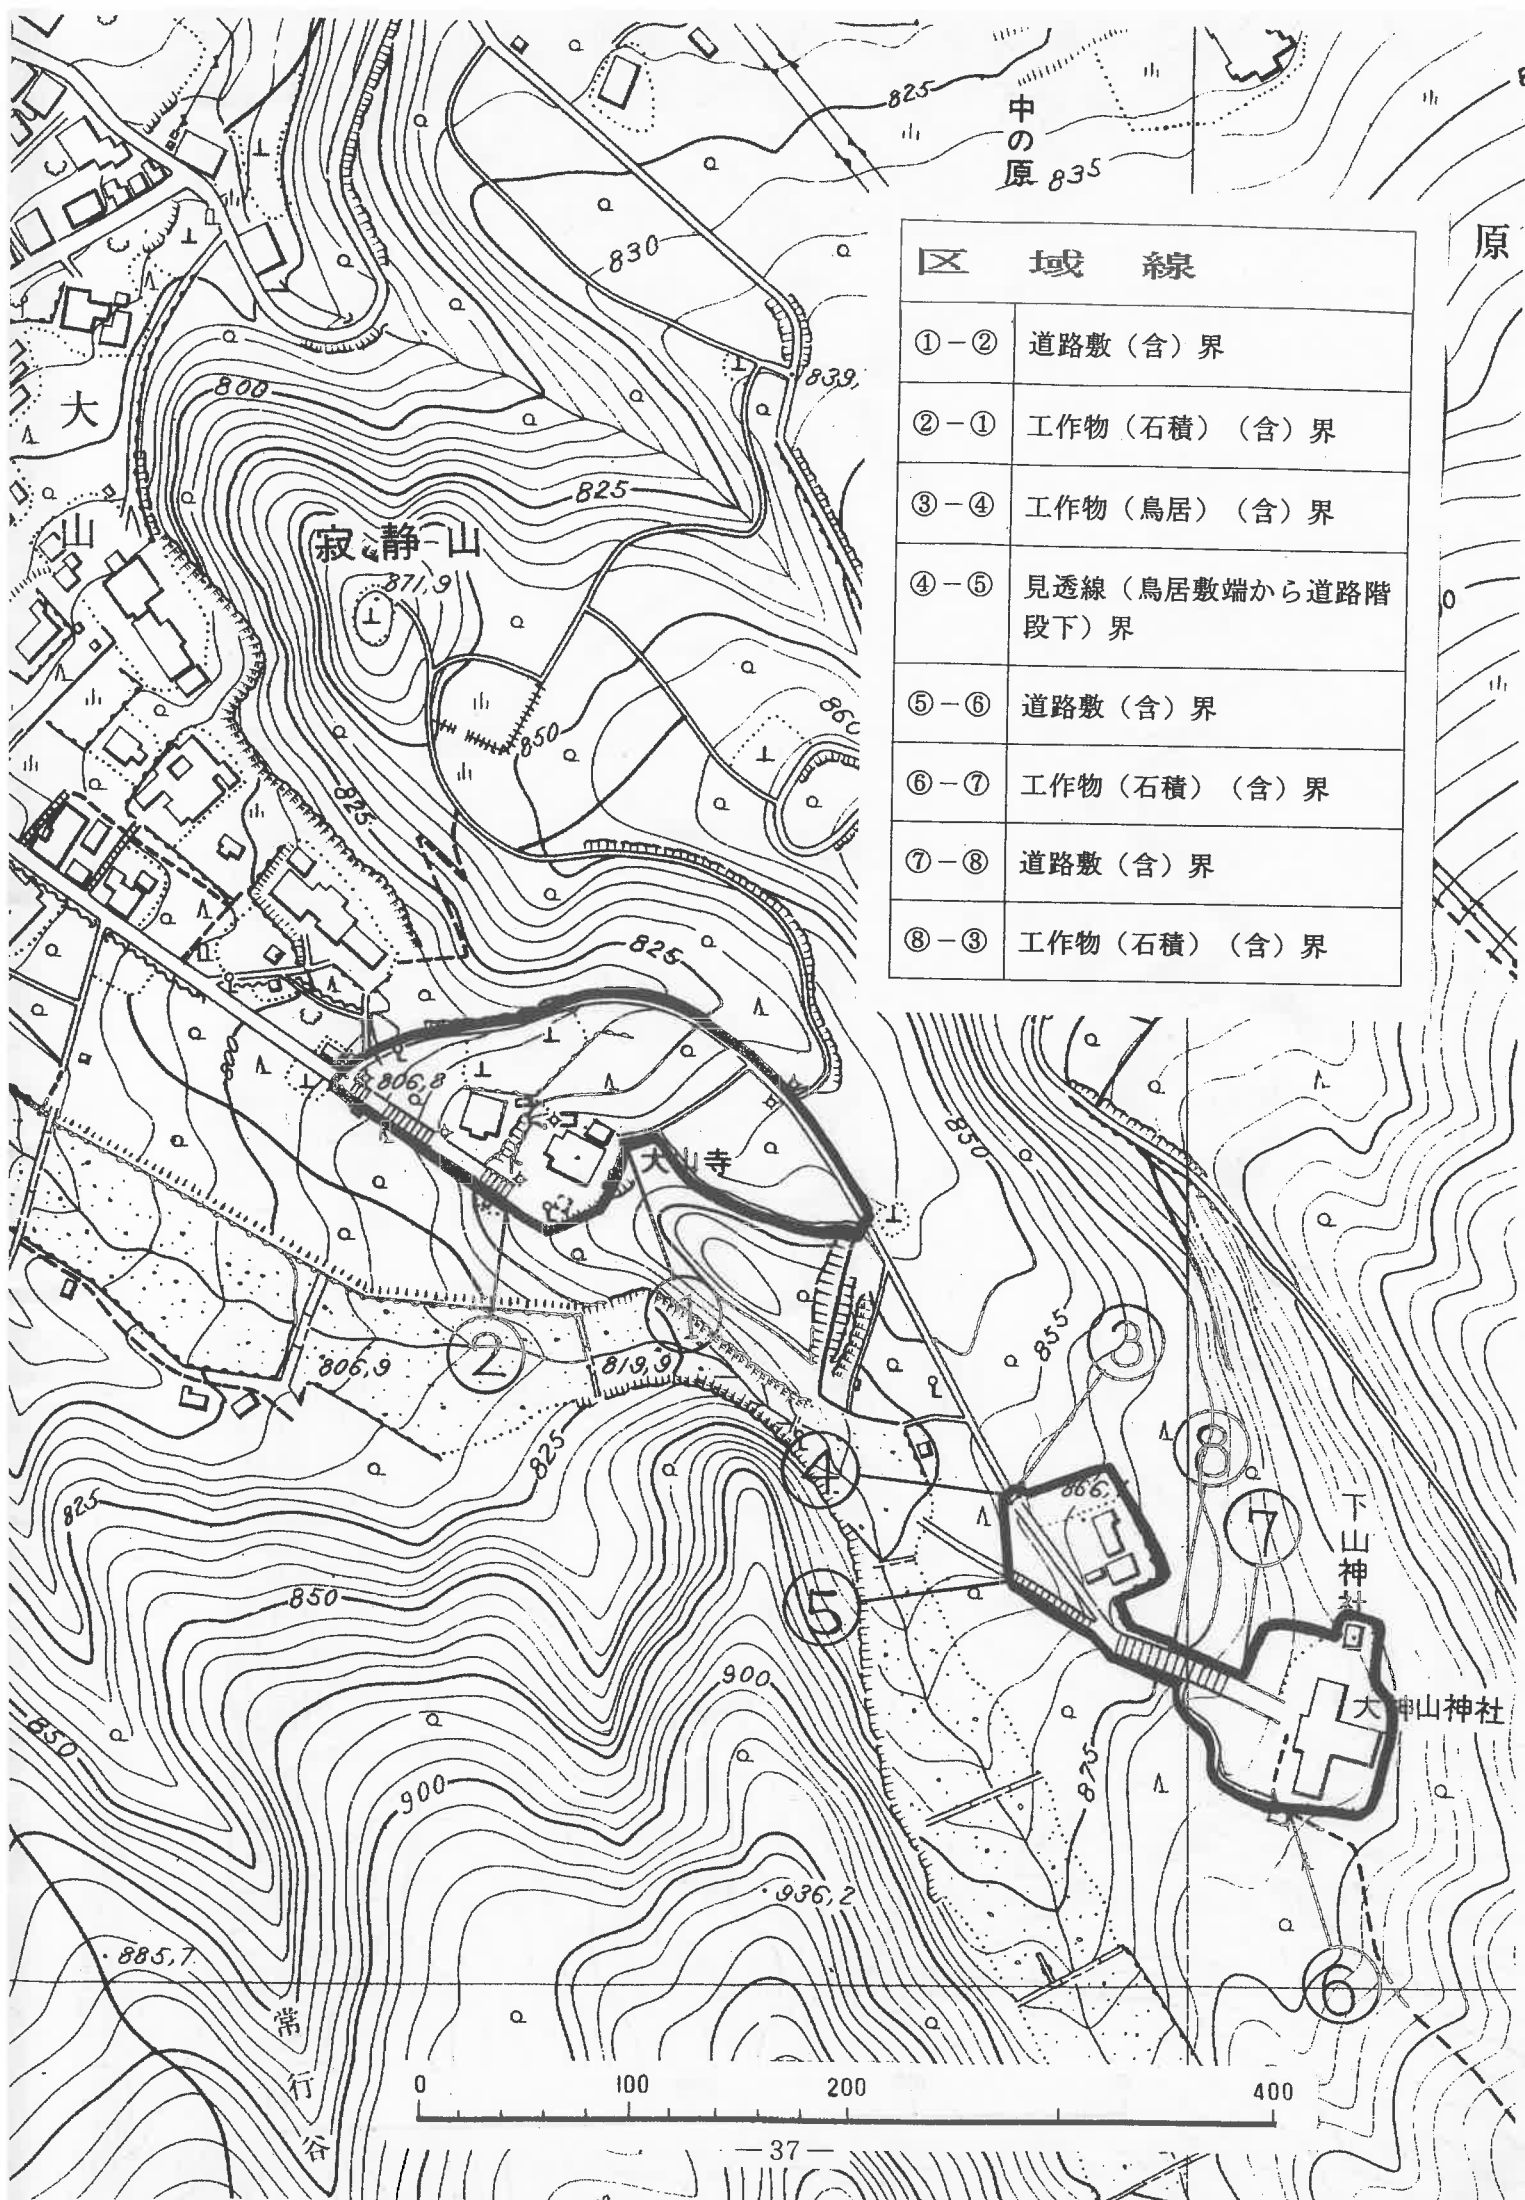 825
中の原
835
原
830
区域線
①－② 道路敷（含）界
②－① 工作物（石積）（含）界
③－④ 工作物（鳥居）（含）界
④－⑤ 見透線（鳥居敷端から道路階
段下）界
⑤－⑥ 道路敷（含）界
⑥－⑦ 工作物（石積）（含）界
⑦－⑧ 道路敷（含）界
⑧－③ 工作物（石積）（含）界
839,
800
大
山
825
寂静山
871,9
850
825
825
806,8
大山寺
850
①
②
806,9
819,9
855
③
825
825
④
⑧
⑦
866,
下山神社
850
⑤
900
大神山神社
850
875
900
936,2
885,7
⑥
常行谷
0 100 200 400
－37－